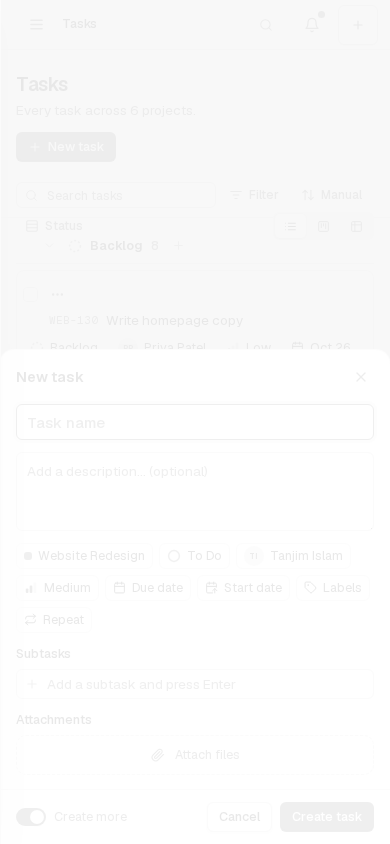 Tasks
Tasks
Every task across 6 projects
+ New task
Search tasks
Filter
Manual
Status
Backlog 8 +
...
WEB-130 Write homepage copy
Backlog Priya Patel Low Oct 26
New task
Task name
Add a description... (optional)
Website Redesign
To Do
TI Tanjim Islam
Medium
Due date
Start date
Labels
Repeat
Subtasks
+ Add a subtask and press Enter
Attachments
Attach files
Create more
Cancel
Create task